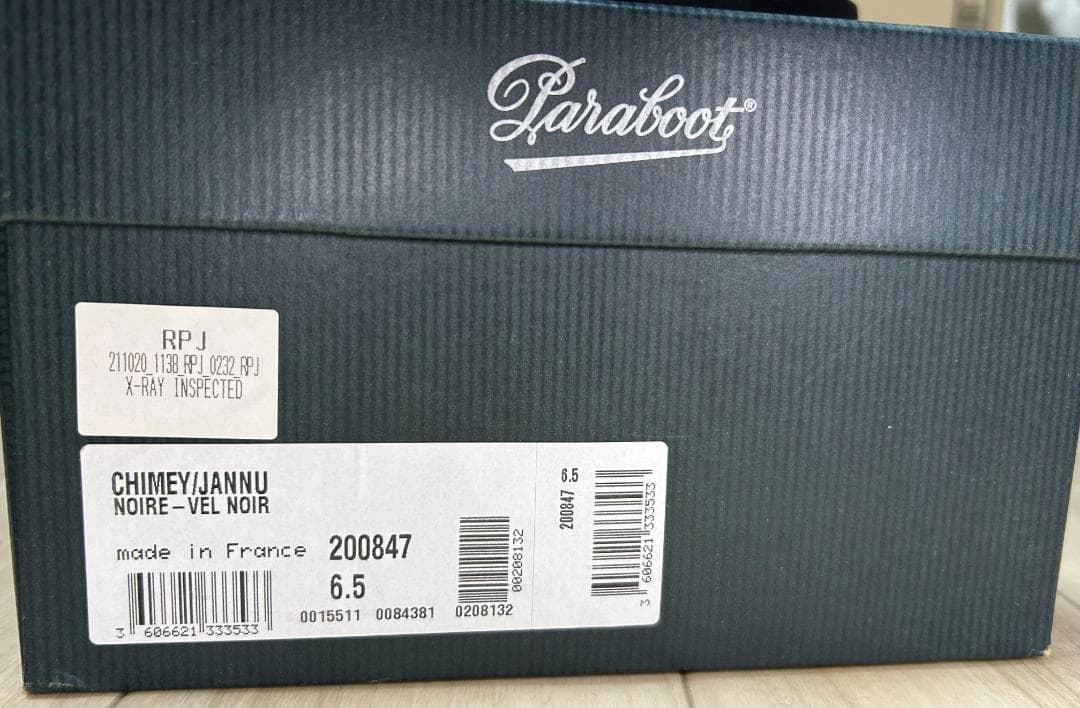 Paraboot®
RPJ
211020_1138_RPJ_0232_RPJ
X-RAY INSPECTED
CHIMEY/JANNU
NOIRE–VEL NOIR
made in France 200847
6.5
0015511 0084381 0208132
3 606621 333533
00208132
6.5
200847
3 606621 333533